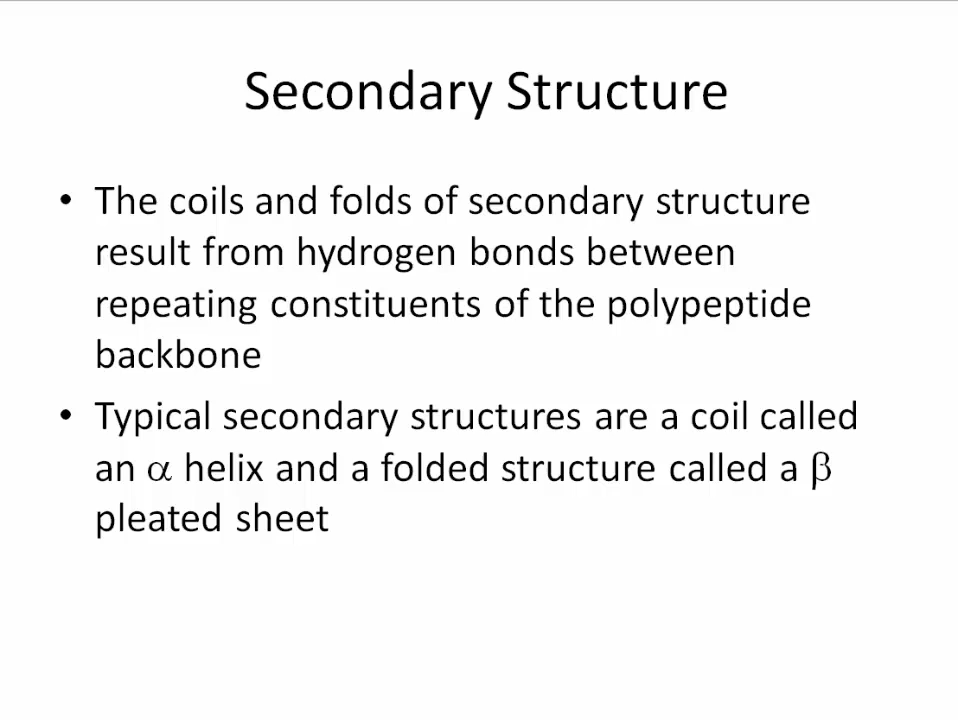 Secondary Structure
• The coils and folds of secondary structure
result from hydrogen bonds between
repeating constituents of the polypeptide
backbone
• Typical secondary structures are a coil called
an α helix and a folded structure called a β
pleated sheet